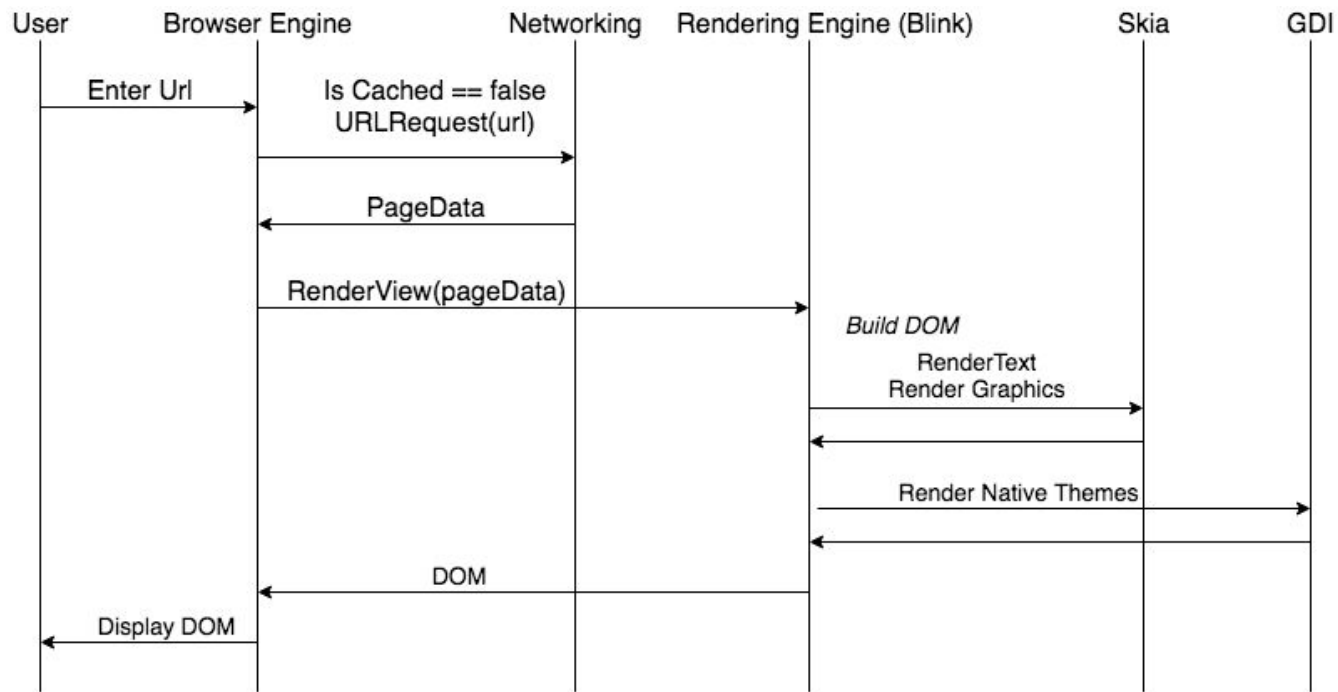 User
Browser Engine
Networking
Rendering Engine (Blink)
Skia
GDI
Enter Url
Is Cached == false
URLRequest(url)
PageData
RenderView(pageData)
Build DOM
RenderText
Render Graphics
Render Native Themes
DOM
Display DOM